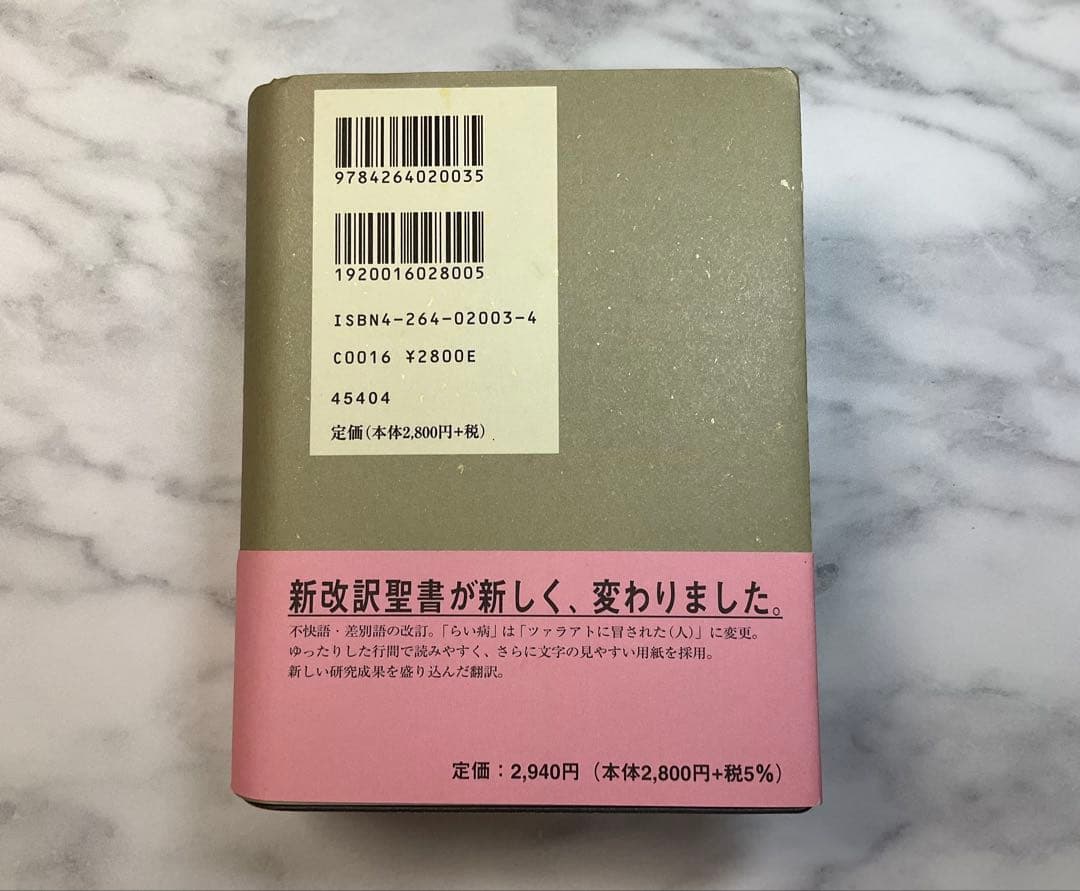 9784264020035
1920016028005
ISBN4-264-02003-4
C0016 ¥2800E
45404
定価(本体2,800円+税)
新改訳聖書が新しく、変わりました。
不快語・差別語の改訂。「らい病」は「ツァラアトに冒された(人)」に変更。
ゆったりした行間で読みやすく、さらに文字の見やすい用紙を採用。
新しい研究成果を盛り込んだ翻訳。
定価：2,940円（本体2,800円+税5%）